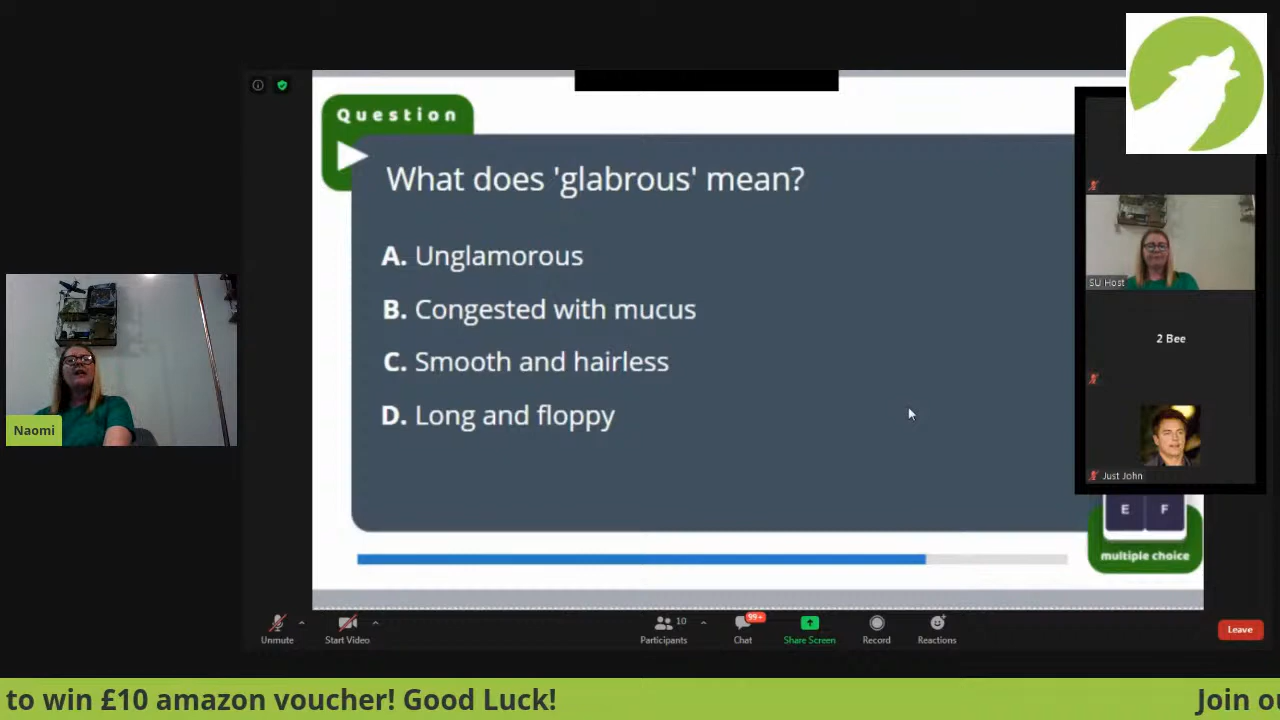 Question
What does 'glabrous' mean?
A. Unglamorous
B. Congested with mucus
C. Smooth and hairless
D. Long and floppy
E F
multiple choice
Naomi
SU Host
2 Bee
Just John
Unmute
Start Video
10
Participants
99+
Chat
Share Screen
Record
Reactions
Leave
to win £10 amazon voucher! Good Luck!
Join ou